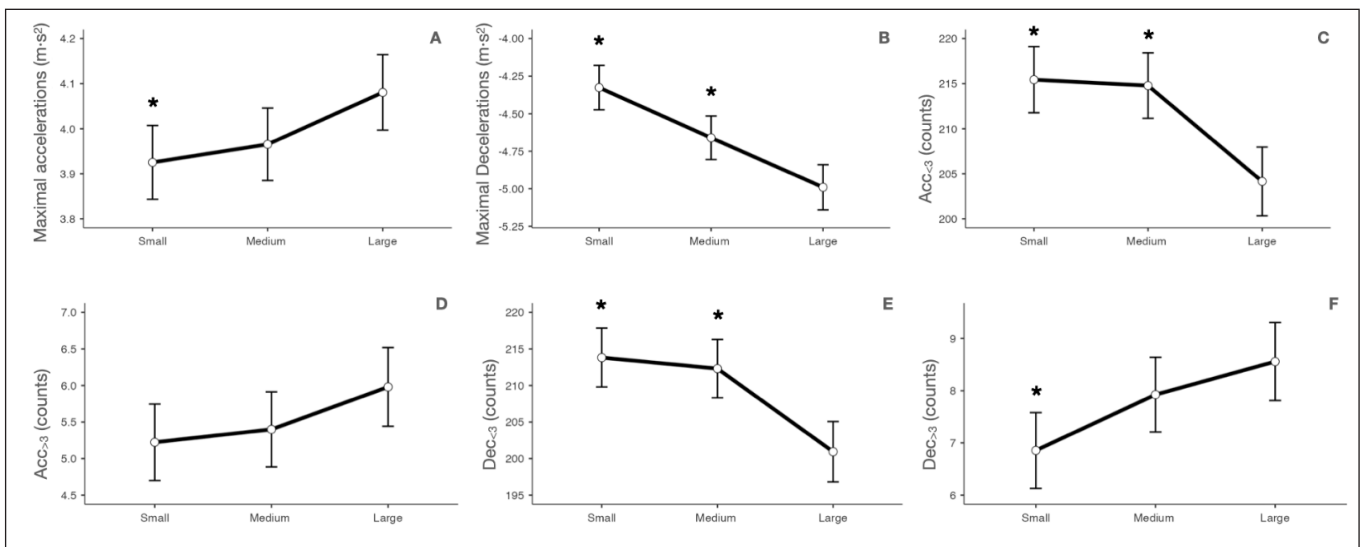 A
Maximal accelerations (m·s²)
4.2
4.1
4.0
3.9
3.8
*
Small
Medium
Large
B
Maximal Decelerations (m·s²)
-4.00
-4.25
-4.50
-4.75
-5.00
-5.25
*
*
Small
Medium
Large
C
Acc<3 (counts)
220
215
210
205
200
*
*
Small
Medium
Large
D
Acc>3 (counts)
7.0
6.5
6.0
5.5
5.0
4.5
Small
Medium
Large
E
Dec<3 (counts)
220
215
210
205
200
195
*
*
Small
Medium
Large
F
Dec>3 (counts)
9
8
7
6
*
Small
Medium
Large